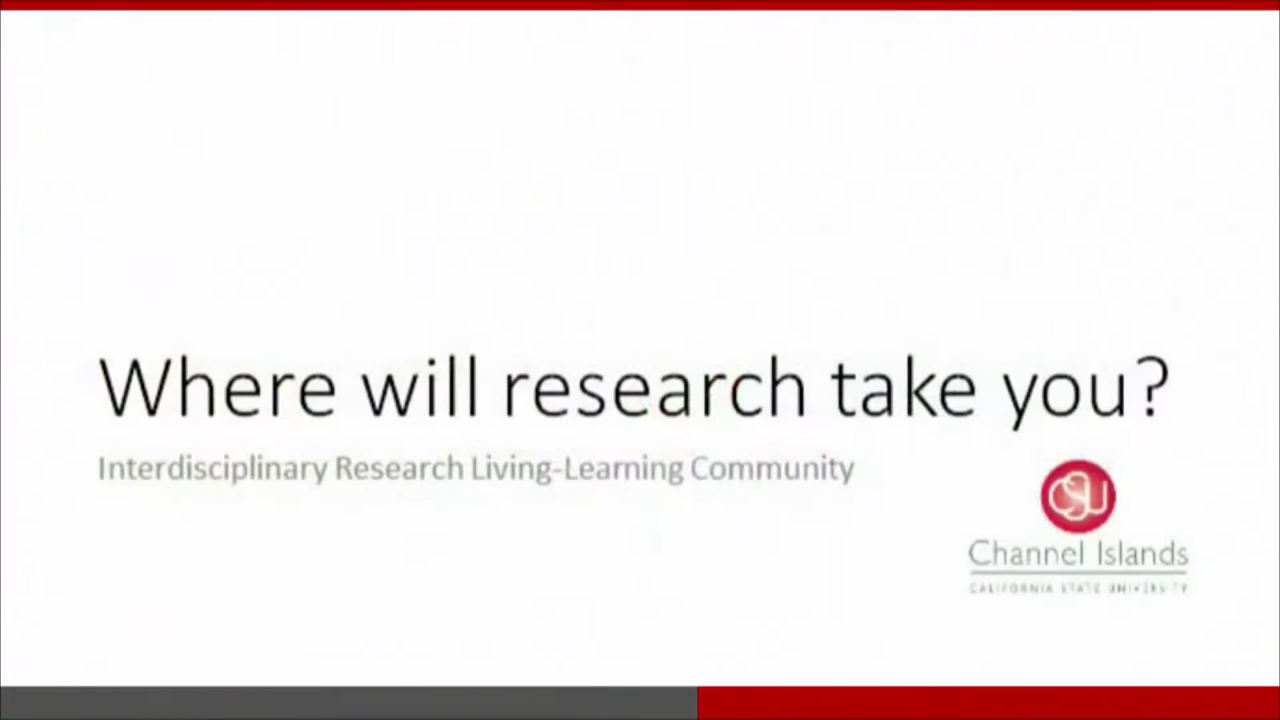 Where will research take you?
Interdisciplinary Research Living-Learning Community
CSU
Channel Islands
CALIFORNIA STATE UNIVERSITY